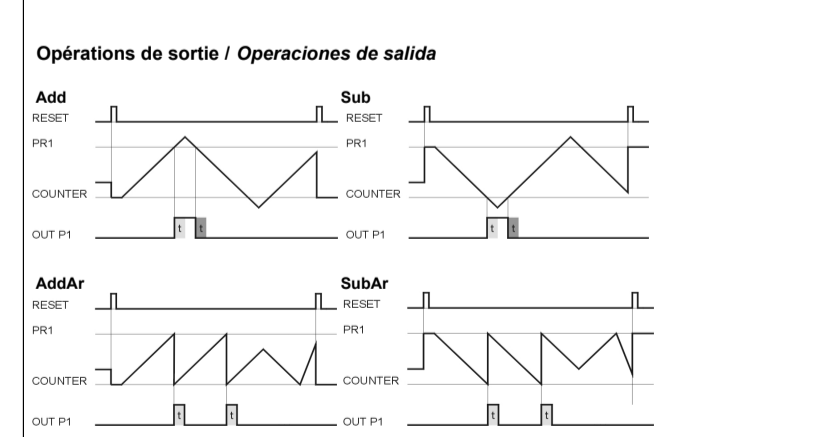 Opérations de sortie / Operaciones de salida
Add
RESET
PR1
COUNTER
OUT P1
t t
Sub
RESET
PR1
COUNTER
OUT P1
t t
AddAr
RESET
PR1
COUNTER
OUT P1
t t
SubAr
RESET
PR1
COUNTER
OUT P1
t t